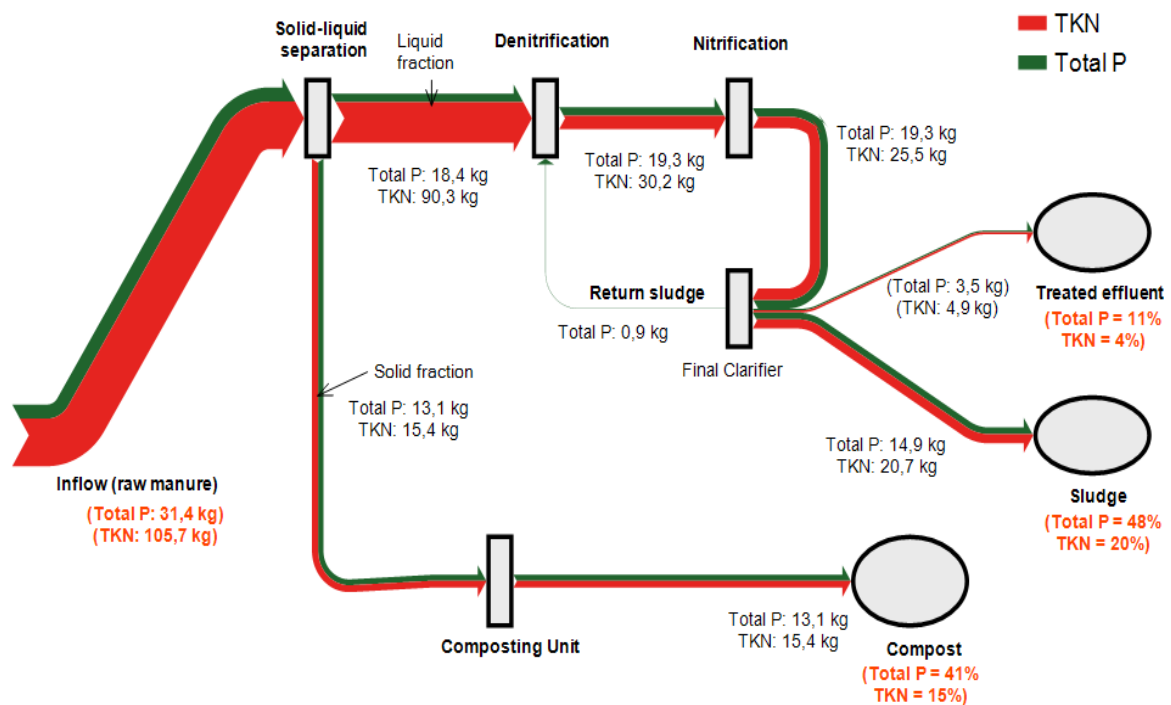 Solid-liquid
separation
Liquid
fraction
Denitrification
Nitrification
TKN
Total P
Total P: 18,4 kg
TKN: 90,3 kg
Total P: 19,3 kg
TKN: 30,2 kg
Total P: 19,3 kg
TKN: 25,5 kg
Return sludge
Total P: 0,9 kg
Final Clarifier
(Total P: 3,5 kg)
(TKN: 4,9 kg)
Treated effluent
(Total P = 11%
TKN = 4%)
Solid fraction
Total P: 13,1 kg
TKN: 15,4 kg
Total P: 14,9 kg
TKN: 20,7 kg
Sludge
(Total P = 48%
TKN = 20%)
Inflow (raw manure)
(Total P: 31,4 kg)
(TKN: 105,7 kg)
Composting Unit
Total P: 13,1 kg
TKN: 15,4 kg
Compost
(Total P = 41%
TKN = 15%)